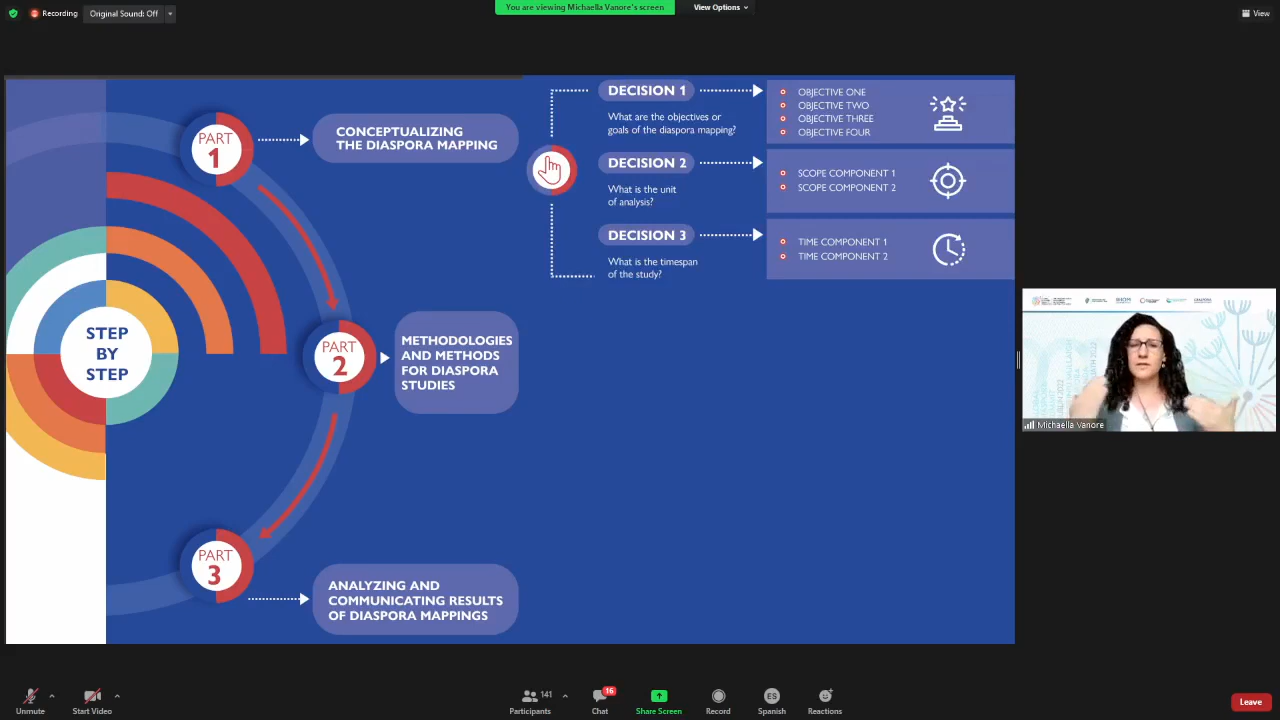 Recording
Original Sound: Off
You are viewing Michaella Vanore's screen
View Options
View
PART
1
CONCEPTUALIZING
THE DIASPORA MAPPING
DECISION 1
What are the objectives or
goals of the diaspora mapping?
OBJECTIVE ONE
OBJECTIVE TWO
OBJECTIVE THREE
OBJECTIVE FOUR
DECISION 2
What is the unit
of analysis?
SCOPE COMPONENT 1
SCOPE COMPONENT 2
DECISION 3
What is the timespan
of the study?
TIME COMPONENT 1
TIME COMPONENT 2
STEP
BY
STEP
PART
2
METHODOLOGIES
AND METHODS
FOR DIASPORA
STUDIES
PART
3
ANALYZING AND
COMMUNICATING RESULTS
OF DIASPORA MAPPINGS
Michaella Vanore
Unmute
Start Video
141
Participants
16
Chat
Share Screen
Record
ES
Spanish
Reactions
Leave